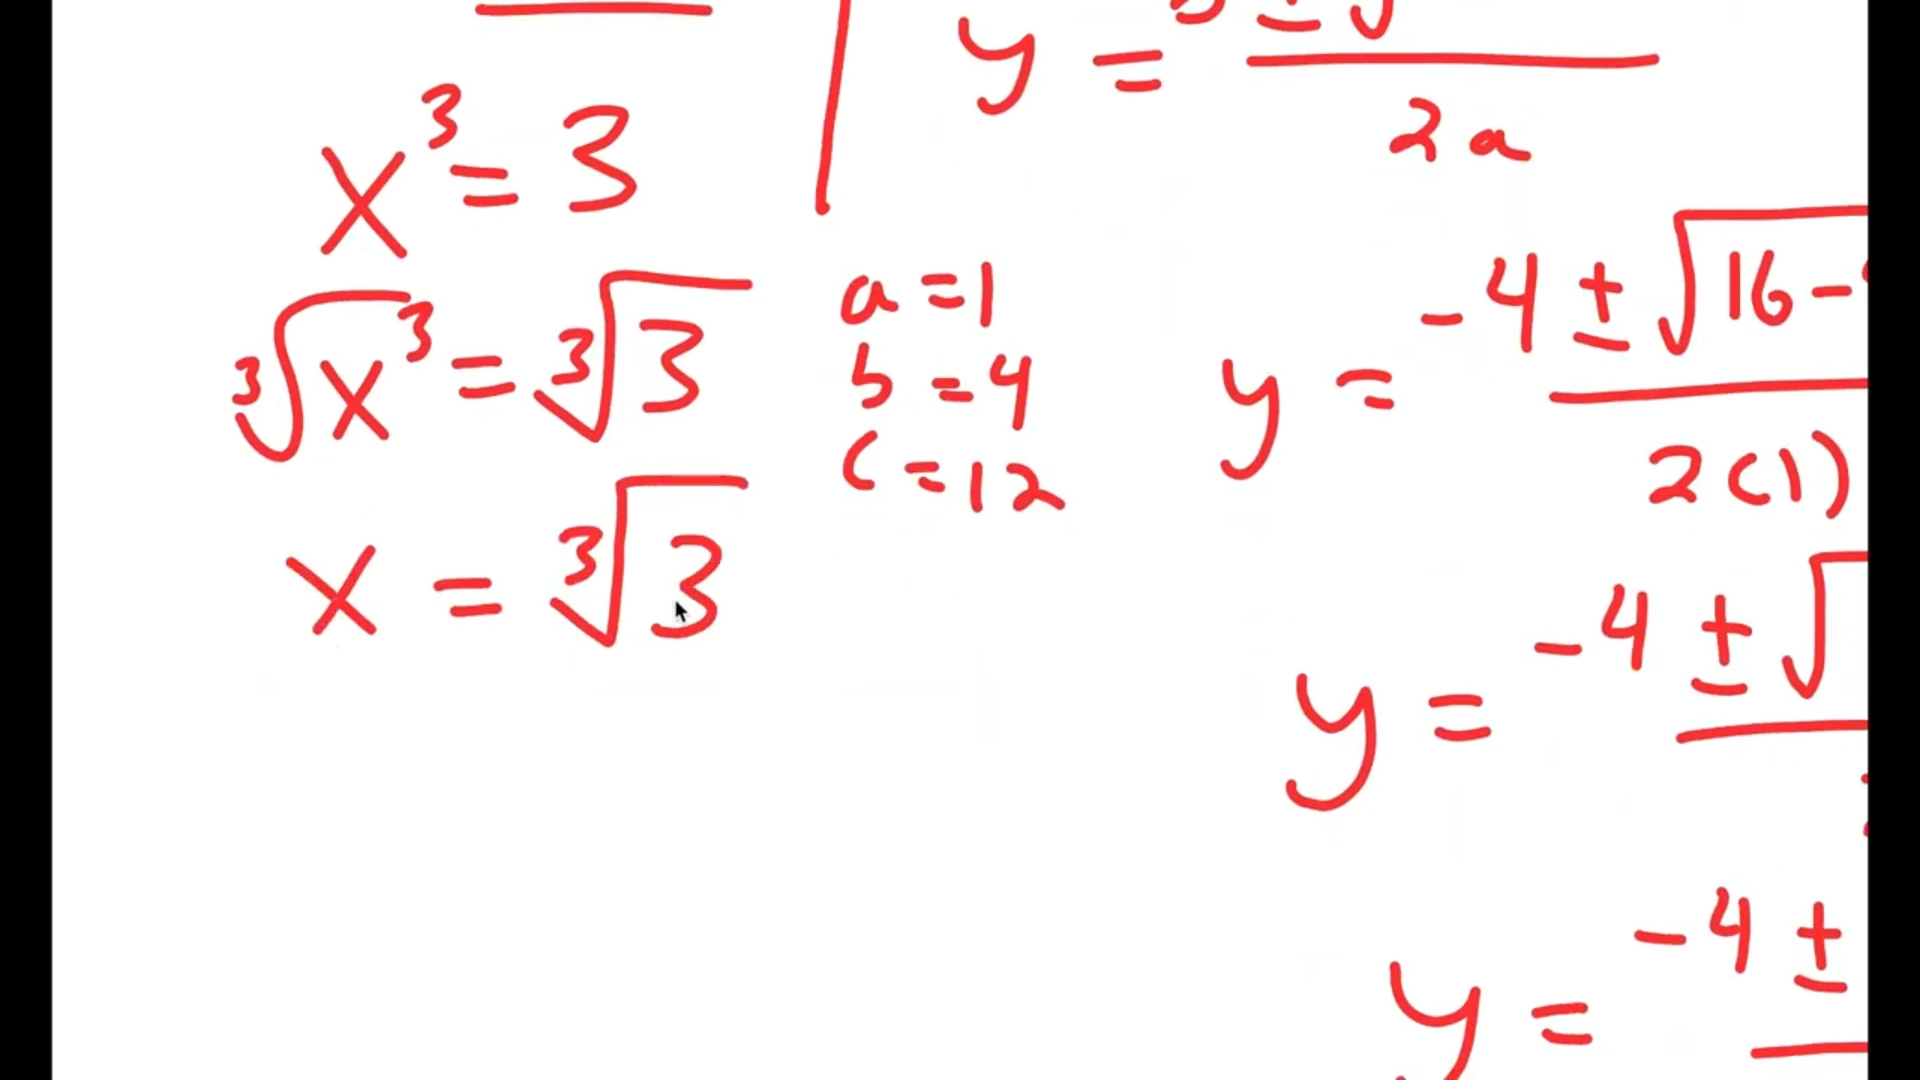 x³ = 3
∛x³ = ∛3
x = ∛3
a = 1
b = 4
c = 12
y = b ± √
2a
y = -4 ± √16 -
2(1)
y = -4 ± √
y = -4 ±